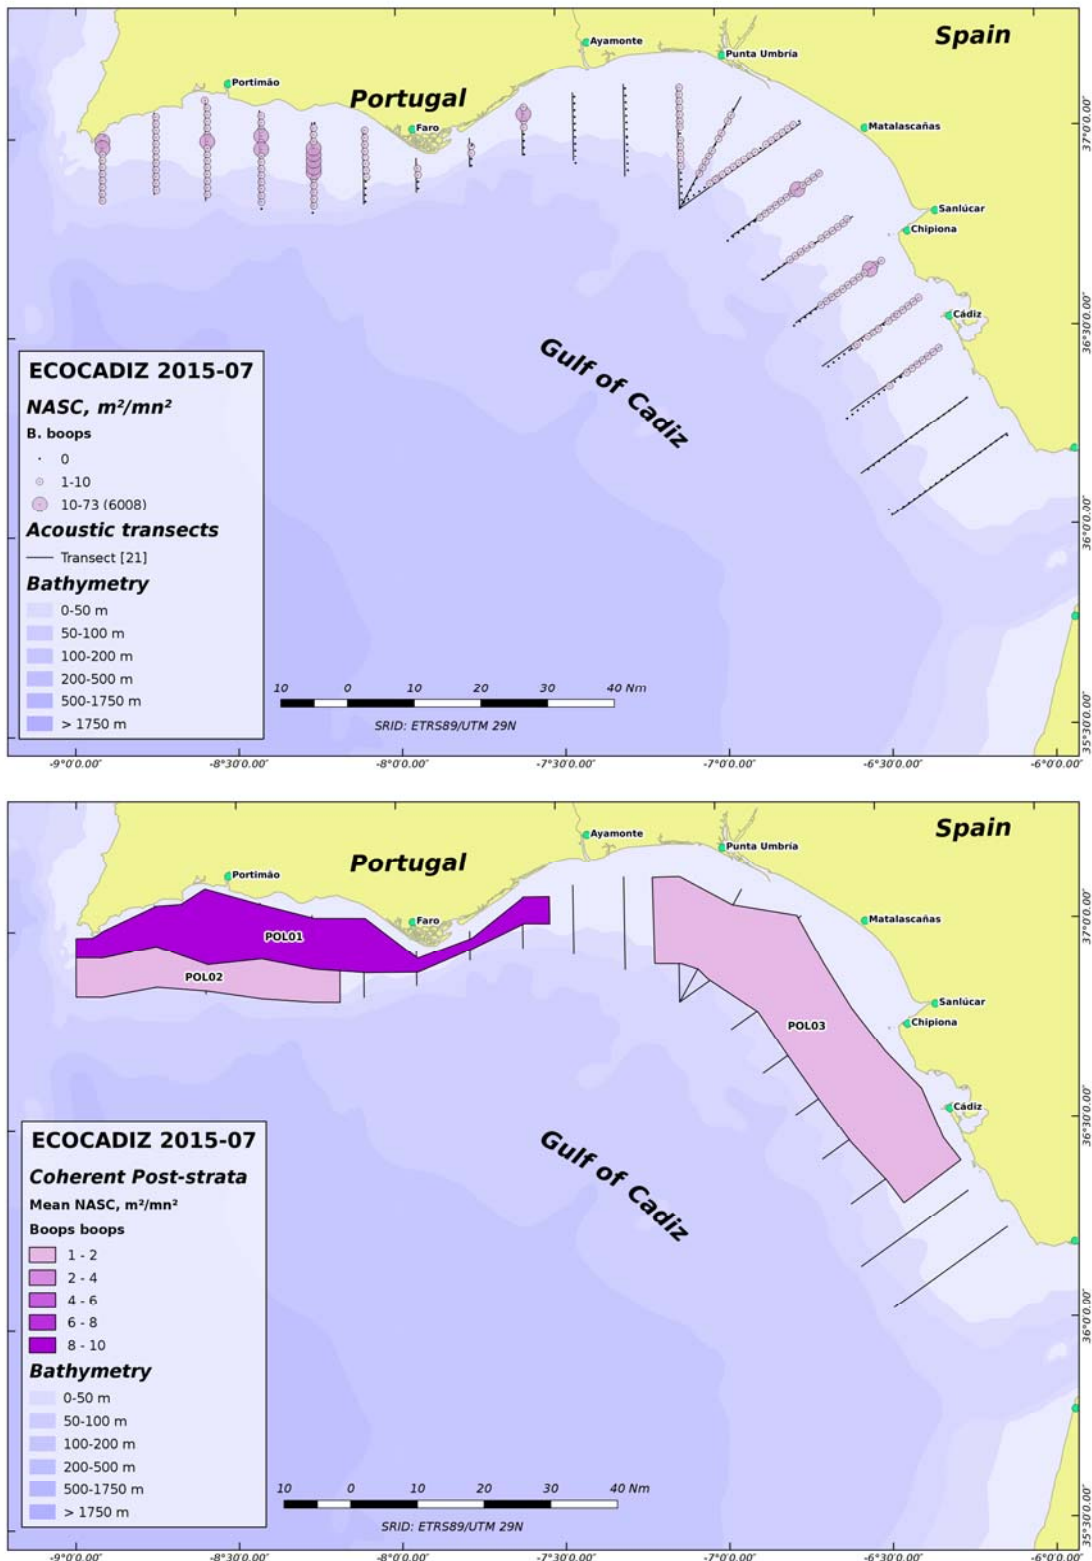 Spain
Ayamonte
Punta Umbría
Portimão
Portugal
Faro
Matalascañas
Sanlúcar
Chipiona
Cádiz
Gulf of Cadiz
ECOCADIZ 2015-07
NASC, m²/mn²
B. boops
0
1-10
10-73 (6008)
Acoustic transects
Transect [21]
Bathymetry
0-50 m
50-100 m
100-200 m
200-500 m
500-1750 m
> 1750 m
10 0 10 20 30 40 Nm
SRID: ETRS89/UTM 29N
37°0'0.00"
36°30'0.00"
36°0'0.00"
35°30'0.00"
-9°0'0.00" -8°30'0.00" -8°0'0.00" -7°30'0.00" -7°0'0.00" -6°30'0.00" -6°0'0.00"
Spain
Ayamonte
Punta Umbría
Portugal
Portimão
Faro
Matalascañas
POL01
POL02
Sanlúcar
Chipiona
POL03
Cádiz
Gulf of Cadiz
ECOCADIZ 2015-07
Coherent Post-strata
Mean NASC, m²/mn²
Boops boops
1 - 2
2 - 4
4 - 6
6 - 8
8 - 10
Bathymetry
0-50 m
50-100 m
100-200 m
200-500 m
500-1750 m
> 1750 m
10 0 10 20 30 40 Nm
SRID: ETRS89/UTM 29N
37°0'0.00"
36°30'0.00"
36°0'0.00"
35°30'0.00"
-9°0'0.00" -8°30'0.00" -8°0'0.00" -7°30'0.00" -7°0'0.00" -6°30'0.00" -6°0'0.00"